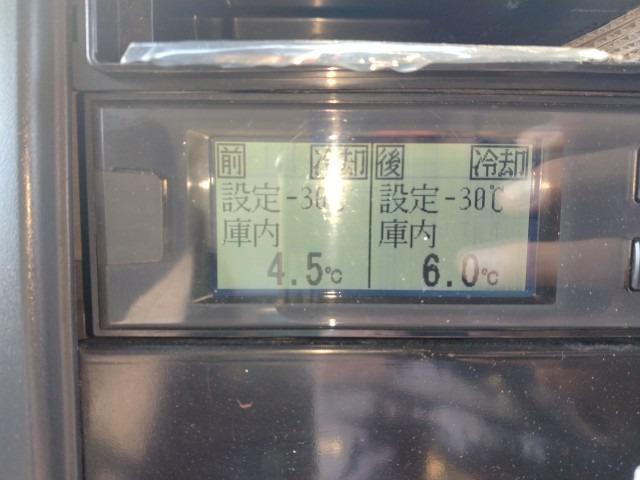 前 冷却 後 冷却
設定 -30℃ 設定 -30℃
庫内 庫内
4.5℃ 6.0℃